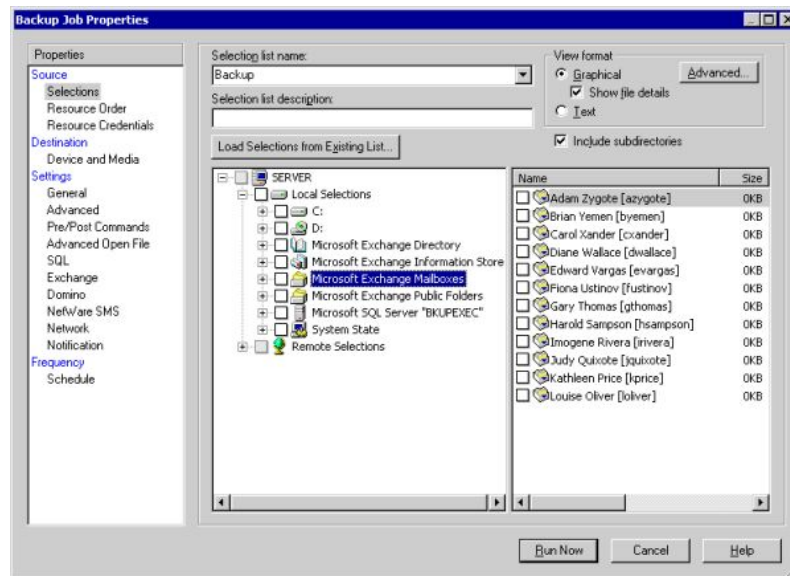 Backup Job Properties
Properties
Source
Selections
Resource Order
Resource Credentials
Destination
Device and Media
Settings
General
Advanced
Pre/Post Commands
Advanced Open File
SQL
Exchange
Domino
NetWare SMS
Network
Notification
Frequency
Schedule
Selection list name:
Backup
Selection list description:
Load Selections from Existing List...
View format
Graphical
Advanced...
Show file details
Text
Include subdirectories
SERVER
Local Selections
C:
D:
Microsoft Exchange Directory
Microsoft Exchange Information Store
Microsoft Exchange Mailboxes
Microsoft Exchange Public Folders
Microsoft SQL Server "BKUPEXEC"
System State
Remote Selections
Name Size
Adam Zygote [azygote] 0KB
Brian Yemen [byemen] 0KB
Carol Xander [cxander] 0KB
Diane Wallace [dwallace] 0KB
Edward Vargas [evargas] 0KB
Fiona Ustinov [fustinov] 0KB
Gary Thomas [gthomas] 0KB
Harold Sampson [hsampson] 0KB
Imogene Rivera [irivera] 0KB
Judy Quixote [jquixote] 0KB
Kathleen Price [kprice] 0KB
Louise Oliver [loliver] 0KB
Run Now Cancel Help